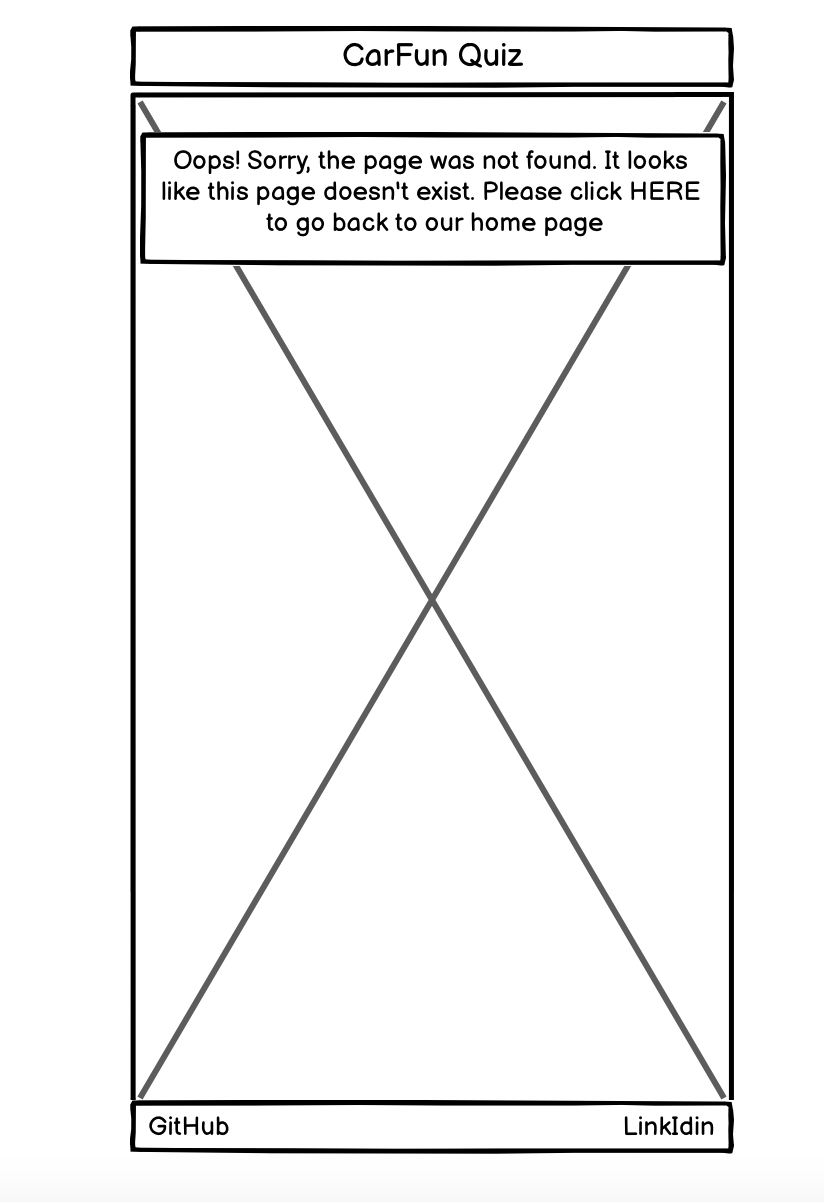 CarFun Quiz
Oops! Sorry, the page was not found. It looks
like this page doesn't exist. Please click HERE
to go back to our home page
GitHub
LinkIdin